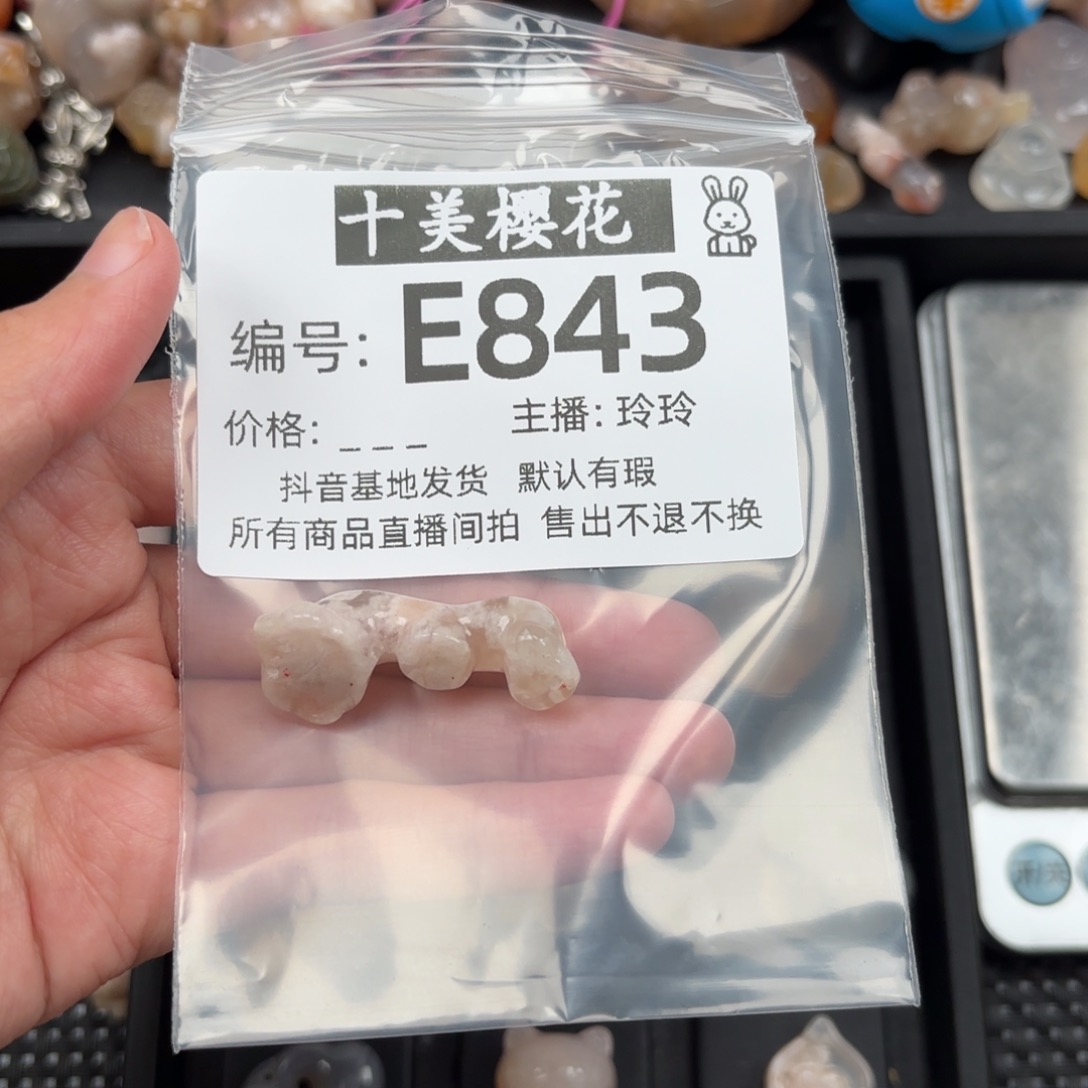 十美樱花
编号: E843
价格: _ _ _ 主播: 玲玲
抖音基地发货 默认有瑕
所有商品直播间拍 售出不退不换